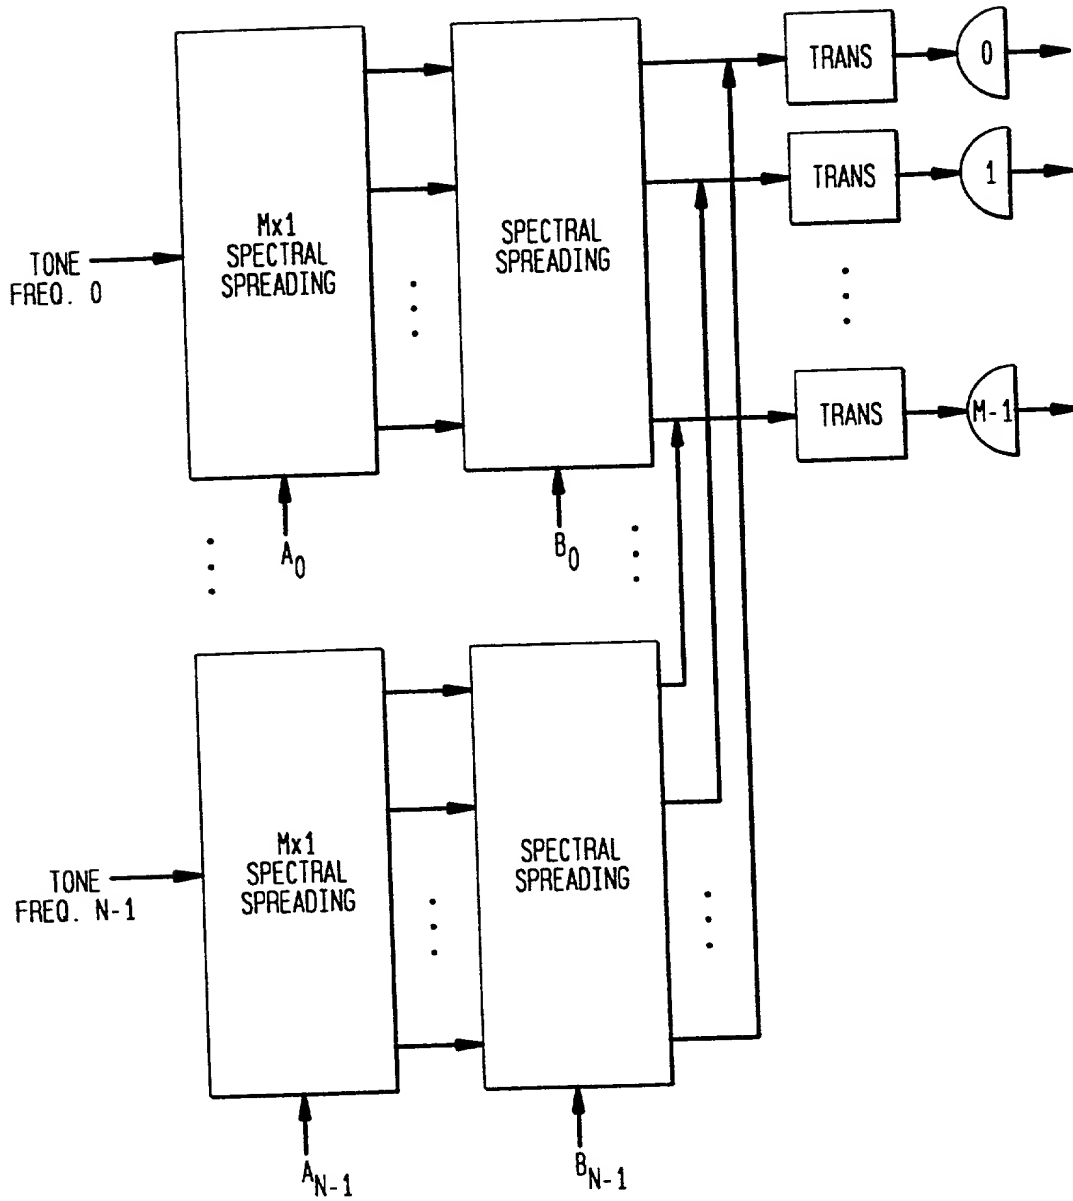 TRANS
0
TRANS
1
Mx1
SPECTRAL
SPREADING
SPECTRAL
SPREADING
TONE
FREQ. 0
TRANS
M-1
A0
B0
Mx1
SPECTRAL
SPREADING
SPECTRAL
SPREADING
TONE
FREQ. N-1
AN-1
BN-1